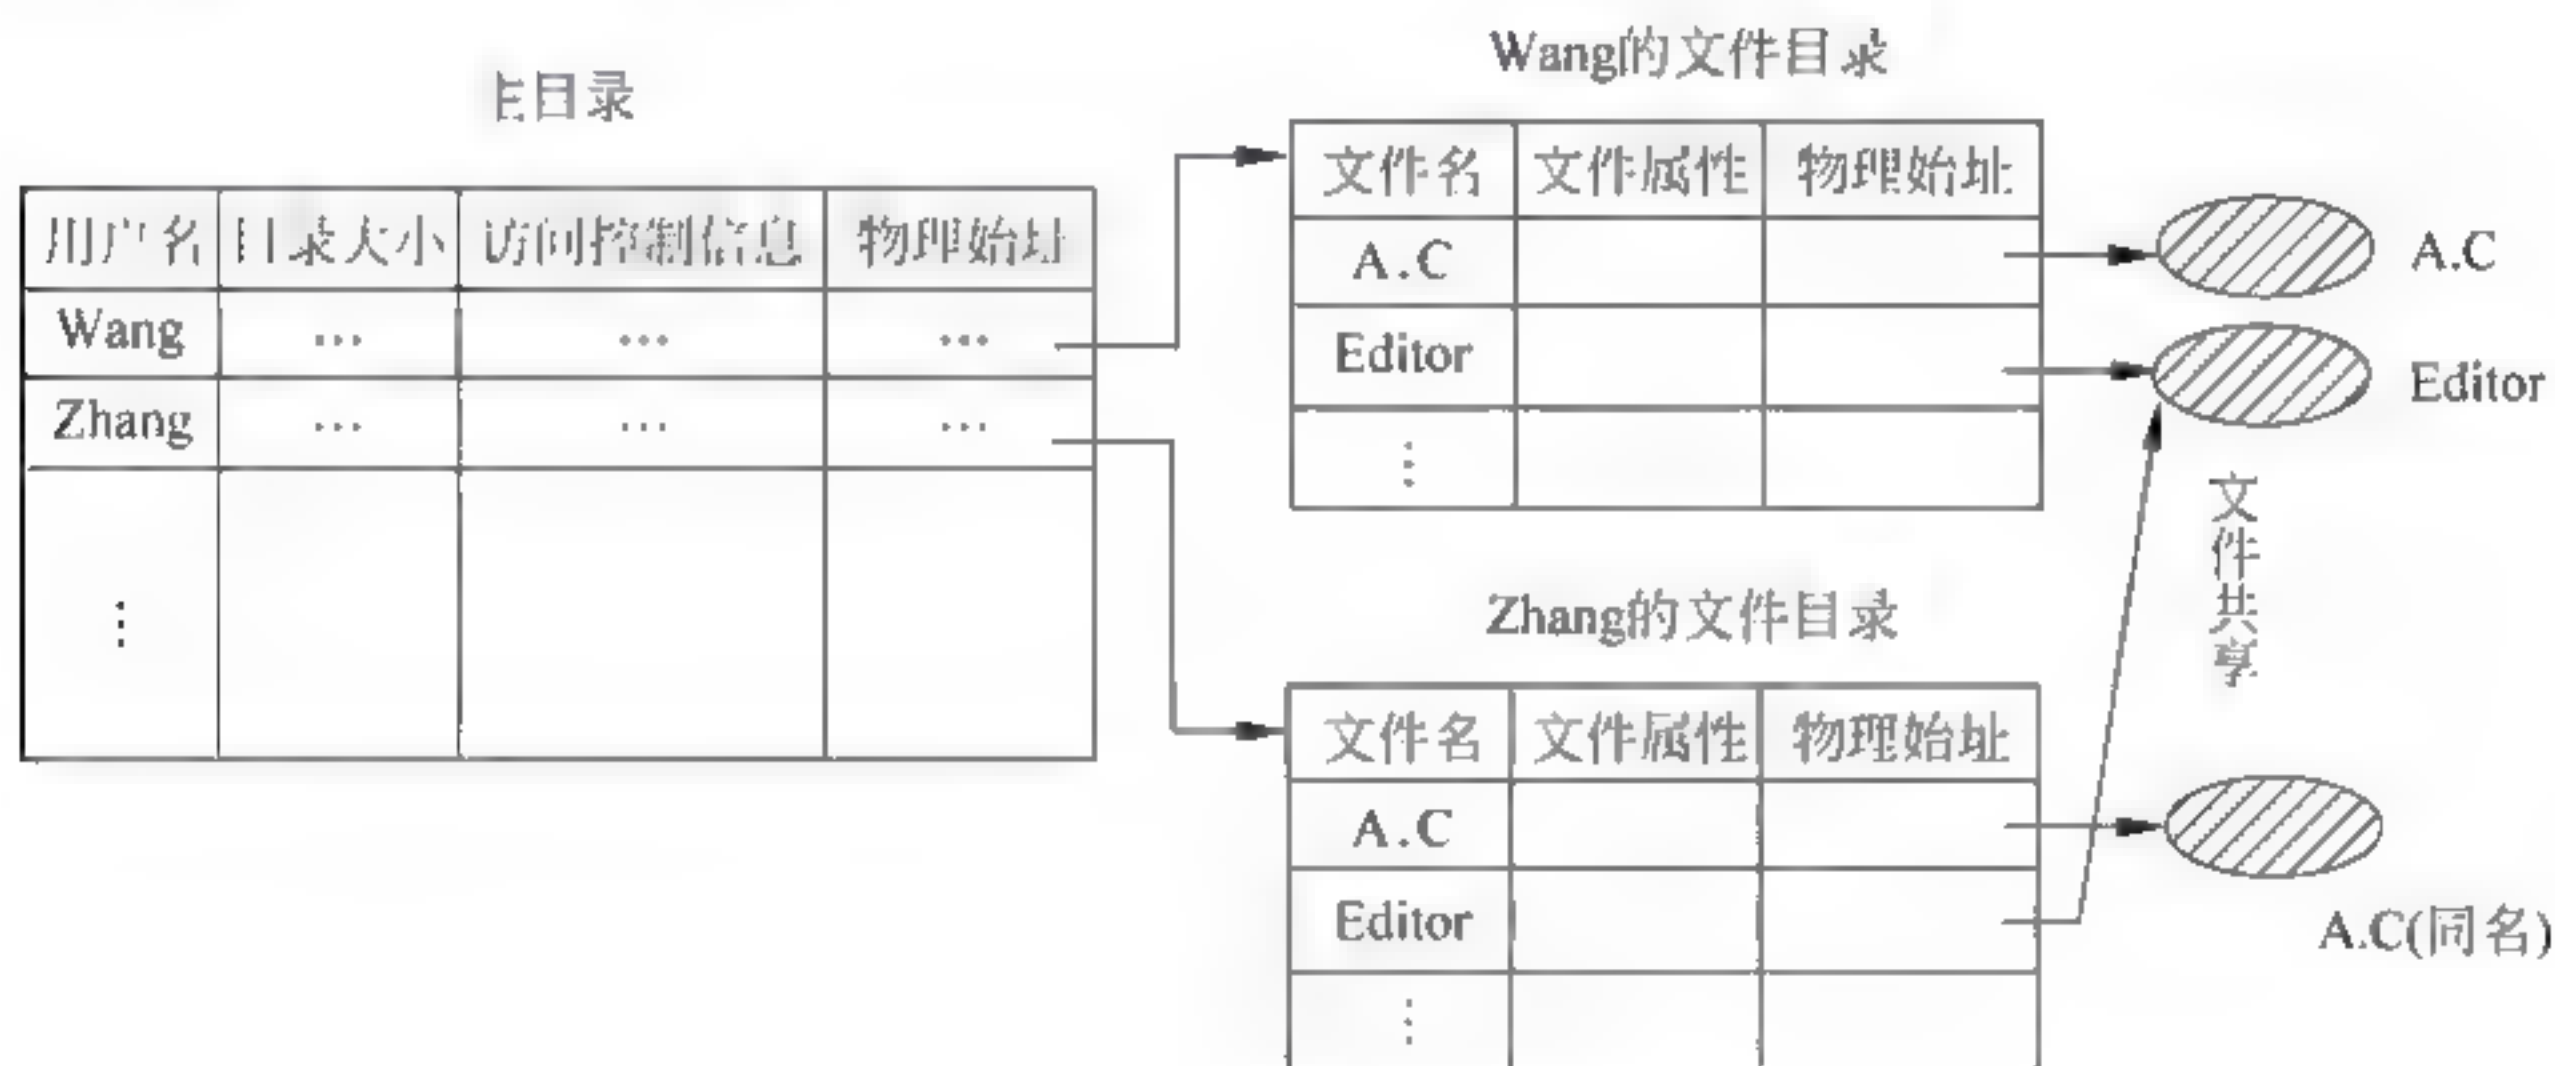 主目录
用户名 目录大小 访问控制信息 物理始址
Wang … … …
Zhang … … …
⋮
Wang的文件目录
文件名 文件属性 物理始址
A.C
Editor
⋮
A.C
Editor
文件共享
Zhang的文件目录
文件名 文件属性 物理始址
A.C
Editor
⋮
A.C(同名)